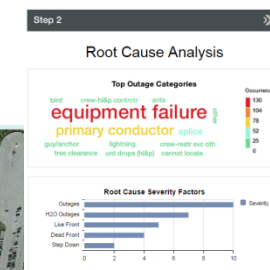 Step 2
Root Cause Analysis
Top Outage Categories
bird crew-hl&p contrctr ants
equipment failure other
primary conductor splice
guy/anchor lightning crew-restr svc oth
tree clearance urd drops (hl&p) cannot locate
Occurrenc
130
104
78
52
25
0
Root Cause Severity Factors
Outages
H2O Outages
Live Front
Dead Front
Step Down
0 2 4 6 8 10
Severity